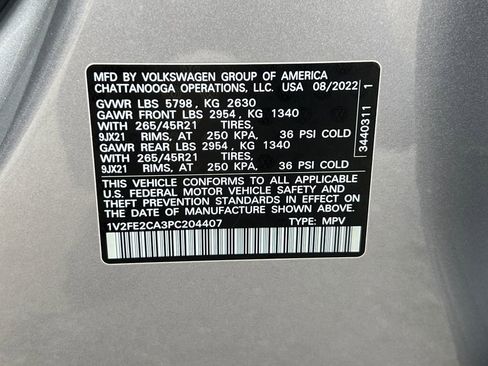 MFD BY VOLKSWAGEN GROUP OF AMERICA
CHATTANOOGA OPERATIONS, LLC. USA 08/2022
GVWR LBS 5798, KG 2630
GAWR FRONT LBS 2954, KG 1340
WITH 265/45R21 TIRES,
9JX21 RIMS, AT 250 KPA, 36 PSI COLD
GAWR REAR LBS 2954, KG 1340
WITH 265/45R21 TIRES,
9JX21 RIMS, AT 250 KPA, 36 PSI COLD
THIS VEHICLE CONFORMS TO ALL APPLICABLE
U.S. FEDERAL MOTOR VEHICLE SAFETY AND
THEFT PREVENTION STANDARDS IN EFFECT ON
THE DATE OF MANUFACTURE SHOWN ABOVE.
1V2FE2CA3PC204407 TYPE: MPV
3440311 1